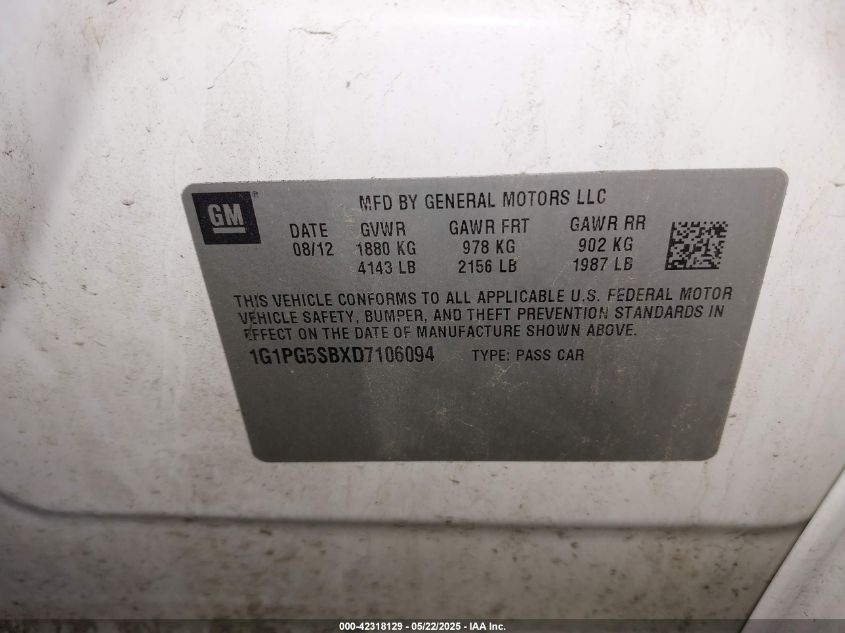 GM®
MFD BY GENERAL MOTORS LLC
DATE GVWR GAWR FRT GAWR RR
08/12 1880 KG 978 KG 902 KG
4143 LB 2156 LB 1987 LB
THIS VEHICLE CONFORMS TO ALL APPLICABLE U.S. FEDERAL MOTOR
VEHICLE SAFETY, BUMPER, AND THEFT PREVENTION STANDARDS IN
EFFECT ON THE DATE OF MANUFACTURE SHOWN ABOVE.
1G1PG5SBXD7106094 TYPE: PASS CAR
000-42318129 - 05/22/2025 - IAA Inc.